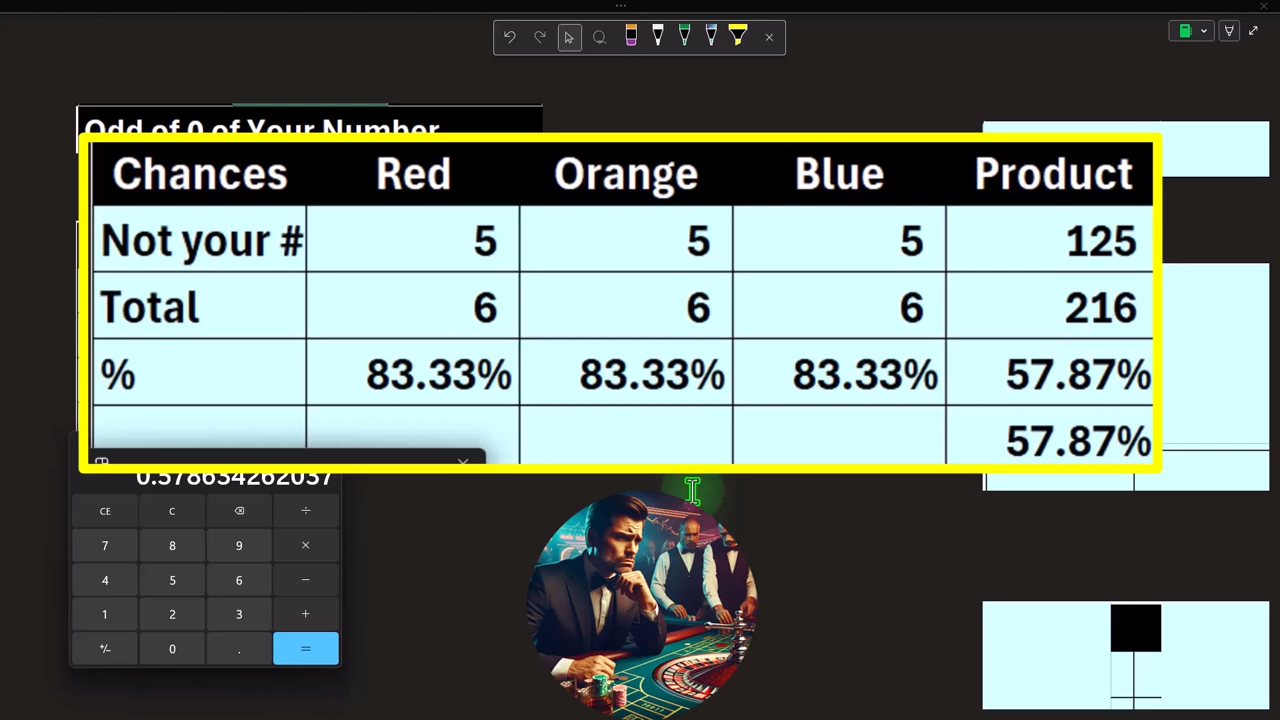 Odd of 0 of Your Number
Chances Red Orange Blue Product
Not your # 5 5 5 125
Total 6 6 6 216
% 83.33% 83.33% 83.33% 57.87%
57.87%
0.578634262037
CE C ⌫ ÷
7 8 9 ×
4 5 6 −
1 2 3 +
+/- 0 . =